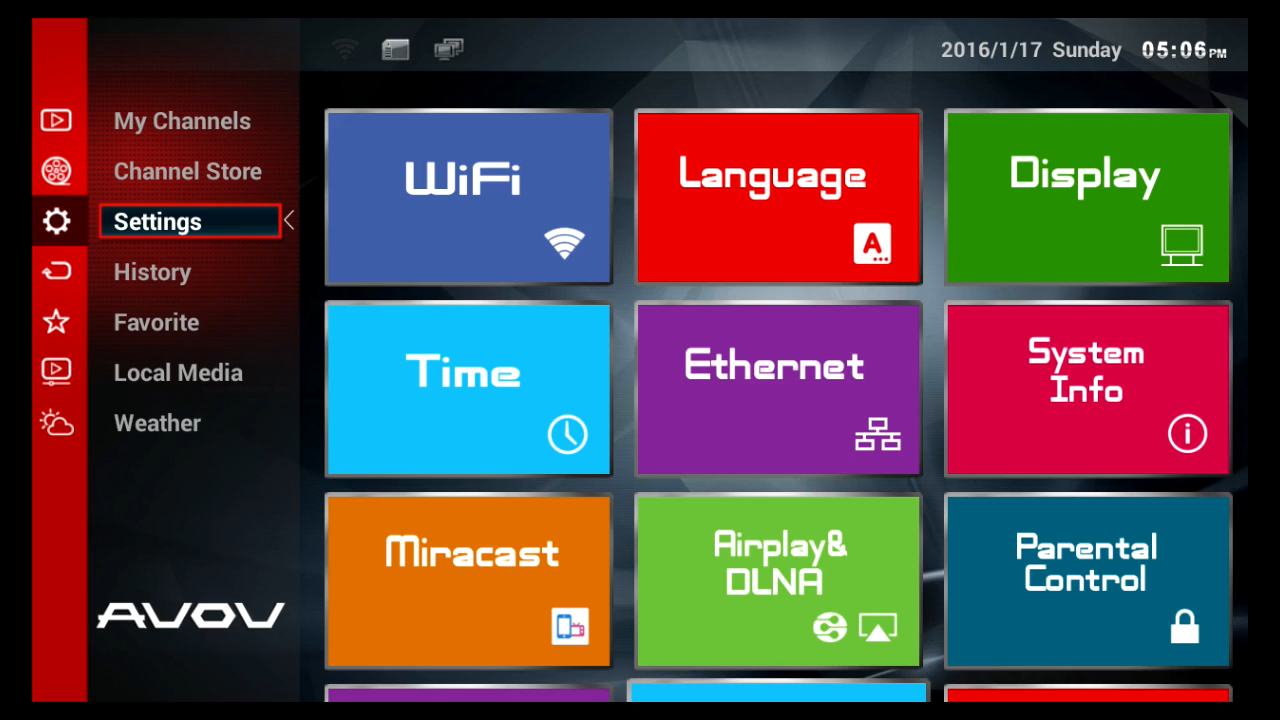 2016/1/17 Sunday 05:06PM
My Channels
Channel Store
Settings
History
Favorite
Local Media
Weather
AVOV
WiFi
Language
A
Display
Time
Ethernet
System
Info
Miracast
Airplay&
DLNA
Parental
Control